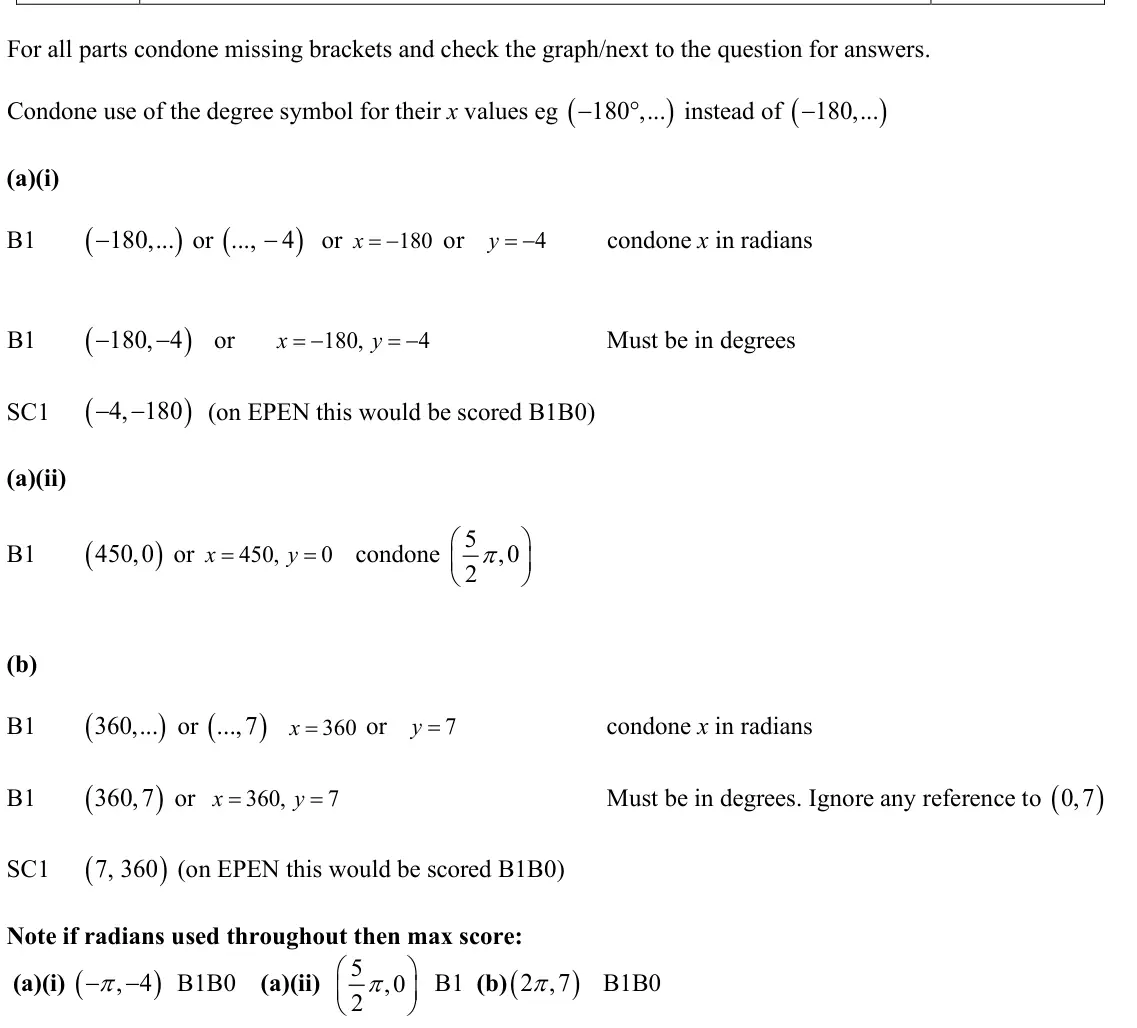 For all parts condone missing brackets and check the graph/next to the question for answers.
Condone use of the degree symbol for their x values eg (−180°,...) instead of (−180,...)
(a)(i)
B1 (−180,...) or (..., −4) or x = −180 or y = −4 condone x in radians
B1 (−180,−4) or x = −180, y = −4 Must be in degrees
SC1 (−4,−180) (on EPEN this would be scored B1B0)
(a)(ii)
B1 (450,0) or x = 450, y = 0 condone (5/2 π,0)
(b)
B1 (360,...) or (...,7) x = 360 or y = 7 condone x in radians
B1 (360,7) or x = 360, y = 7 Must be in degrees. Ignore any reference to (0,7)
SC1 (7, 360) (on EPEN this would be scored B1B0)
Note if radians used throughout then max score:
(a)(i) (−π,−4) B1B0 (a)(ii) (5/2 π,0) B1 (b)(2π,7) B1B0